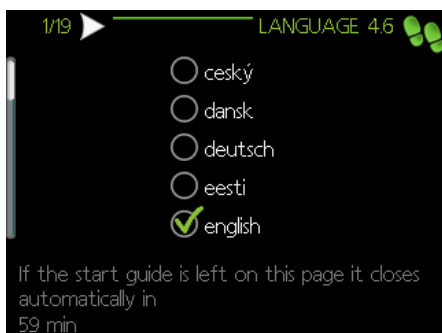 1/19 LANGUAGE 4.6
ceský
dansk
deutsch
eesti
english
If the start guide is left on this page it closes
automatically in
59 min